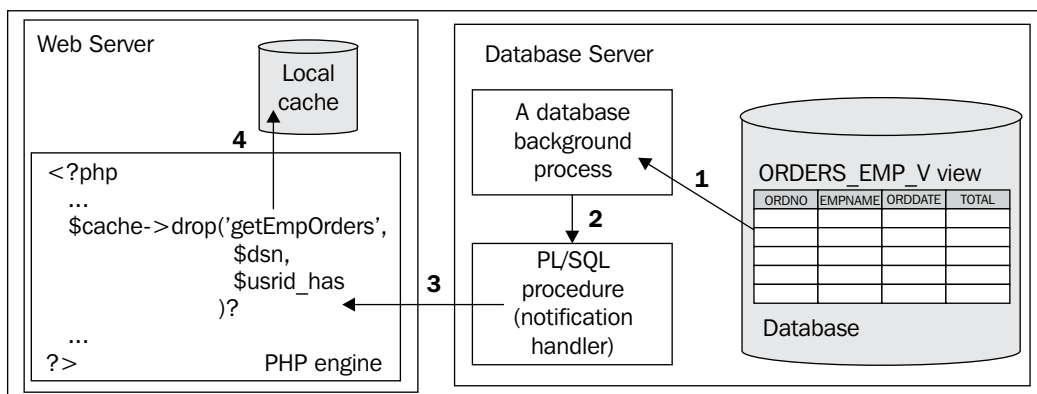 Web Server
Local
cache
4
<?php
...
$cache->drop('getEmpOrders',
$dsn,
$usrid_has
)?
...
?>
PHP engine
3
Database Server
A database
background
process
2
PL/SQL
procedure
(notification
handler)
1
ORDERS_EMP_V view
ORDNO EMPNAME ORDDATE TOTAL
Database